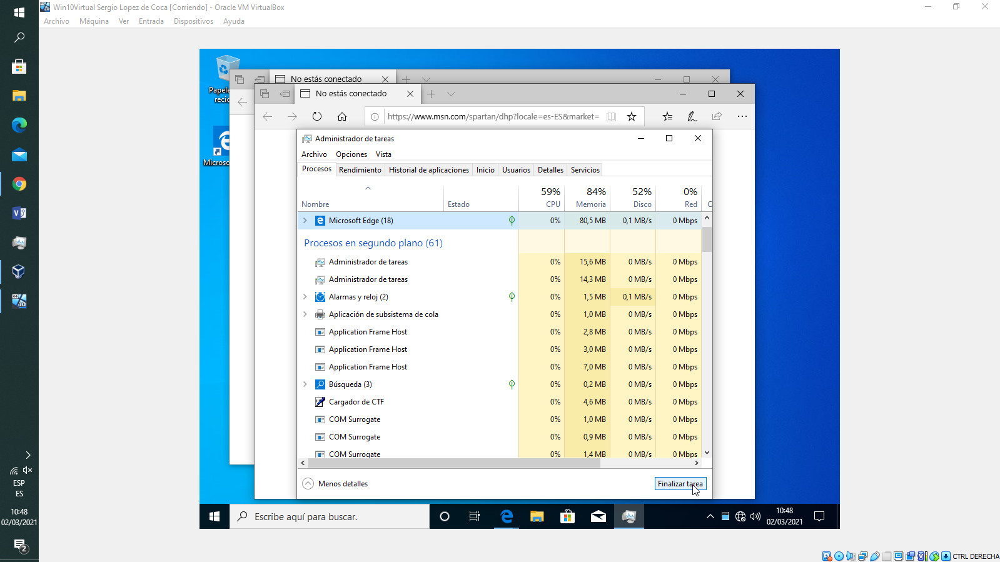 Win10Virtual Sergio Lopez de Coca [Corriendo] - Oracle VM VirtualBox
Archivo Máquina Ver Entrada Dispositivos Ayuda
No estás conectado
No estás conectado
https://www.msn.com/spartan/dhp?locale=es-ES&market=
Administrador de tareas
Archivo Opciones Vista
Procesos Rendimiento Historial de aplicaciones Inicio Usuarios Detalles Servicios
59% 84% 52% 0%
Nombre Estado CPU Memoria Disco Red C
Microsoft Edge (18) 0% 80,5 MB 0,1 MB/s 0 Mbps
Procesos en segundo plano (61)
Administrador de tareas 0% 15,6 MB 0 MB/s 0 Mbps
Administrador de tareas 0% 14,3 MB 0 MB/s 0 Mbps
Alarmas y reloj (2) 0% 1,5 MB 0,1 MB/s 0 Mbps
Aplicación de subsistema de cola 0% 1,0 MB 0 MB/s 0 Mbps
Application Frame Host 0% 2,8 MB 0 MB/s 0 Mbps
Application Frame Host 0% 3,0 MB 0 MB/s 0 Mbps
Application Frame Host 0% 7,0 MB 0 MB/s 0 Mbps
Búsqueda (3) 0% 0,2 MB 0 MB/s 0 Mbps
Cargador de CTF 0% 4,6 MB 0 MB/s 0 Mbps
COM Surrogate 0% 1,0 MB 0 MB/s 0 Mbps
COM Surrogate 0% 0,9 MB 0 MB/s 0 Mbps
COM Surrogate 0% 1,4 MB 0 MB/s 0 Mbps
Menos detalles Finalizar tarea
Papele
recic
Microso
Escribe aquí para buscar.
10:48
02/03/2021
ESP
ES
10:48
02/03/2021
2
CTRL DERECHA